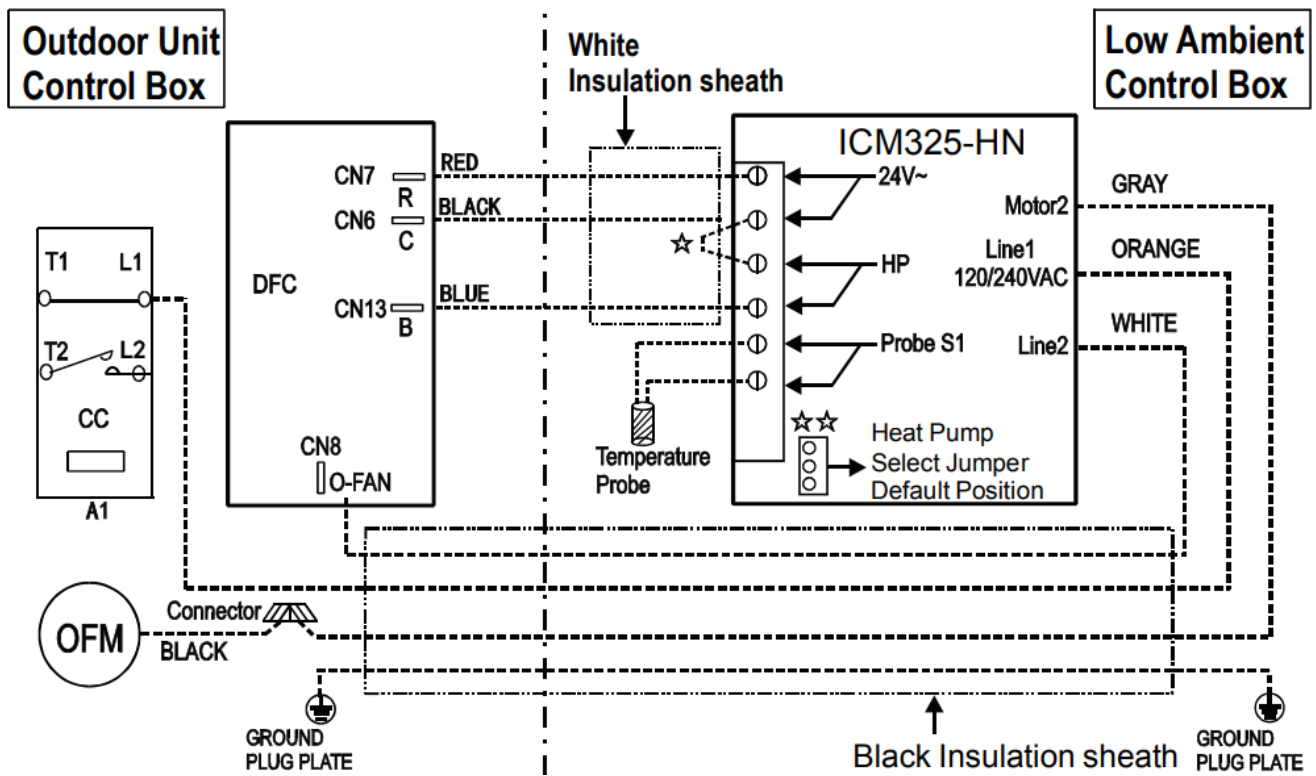 Outdoor Unit
Control Box
White
Insulation sheath
Low Ambient
Control Box
ICM325-HN
CN7
R
RED
24V~
CN6
C
BLACK
Motor2
GRAY
T1
L1
DFC
☆
HP
Line1
120/240VAC
ORANGE
CN13
B
BLUE
T2
L2
Probe S1
Line2
WHITE
CC
A1
CN8
O-FAN
Temperature
Probe
☆☆
Heat Pump
Select Jumper
Default Position
OFM
Connector
BLACK
GROUND
PLUG PLATE
Black Insulation sheath
GROUND
PLUG PLATE